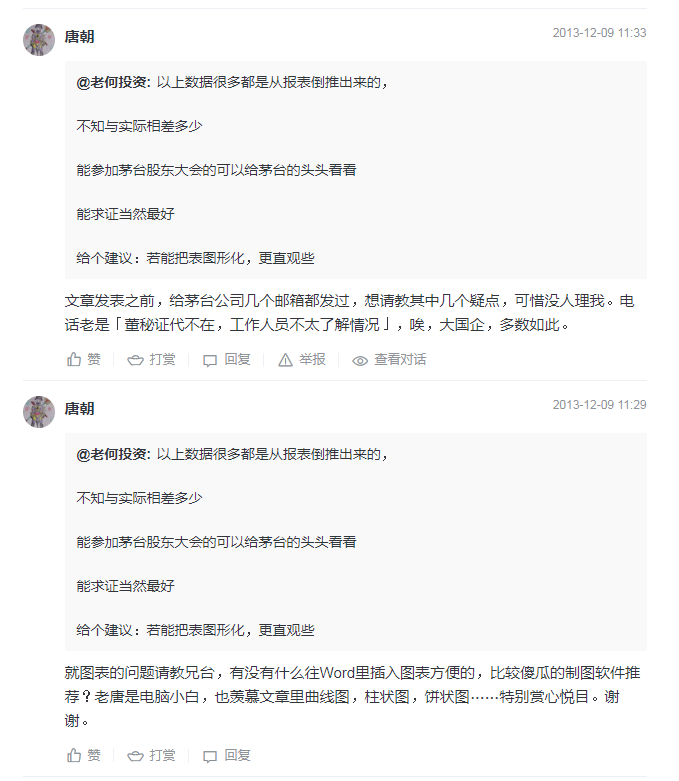 唐朝
2013-12-09 11:33
@老何投资: 以上数据很多都是从报表倒推出来的，
不知与实际相差多少
能参加茅台股东大会的可以给茅台的头头看看
能求证当然最好
给个建议：若能把表图形化，更直观些
文章发表之前，给茅台公司几个邮箱都发过，想请教其中几个疑点，可惜没人理我。电
话老是「董秘证代不在，工作人员不太了解情况」，唉，大国企，多数如此。
赞 打赏 回复 举报 查看对话
唐朝
2013-12-09 11:29
@老何投资: 以上数据很多都是从报表倒推出来的，
不知与实际相差多少
能参加茅台股东大会的可以给茅台的头头看看
能求证当然最好
给个建议：若能把表图形化，更直观些
就图表的问题请教兄台，有没有什么往Word里插入图表方便的，比较傻瓜的制图软件推
荐？老唐是电脑小白，也羡慕文章里曲线图，柱状图，饼状图……特别赏心悦目。谢
谢。
赞 打赏 回复